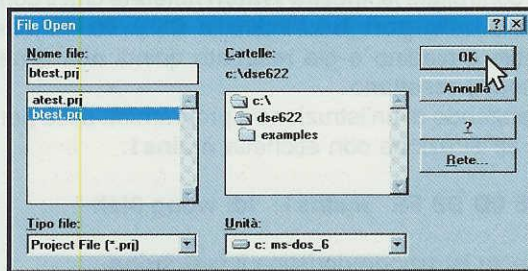 File Open
Nome file:
btest.prj
atest.prj
btest.prj
Tipo file:
Project File (*.prj)
Cartelle:
c:\dse622
c:\
dse622
examples
Unità:
c: ms-dos_6
OK
Annulla
?
Rete...